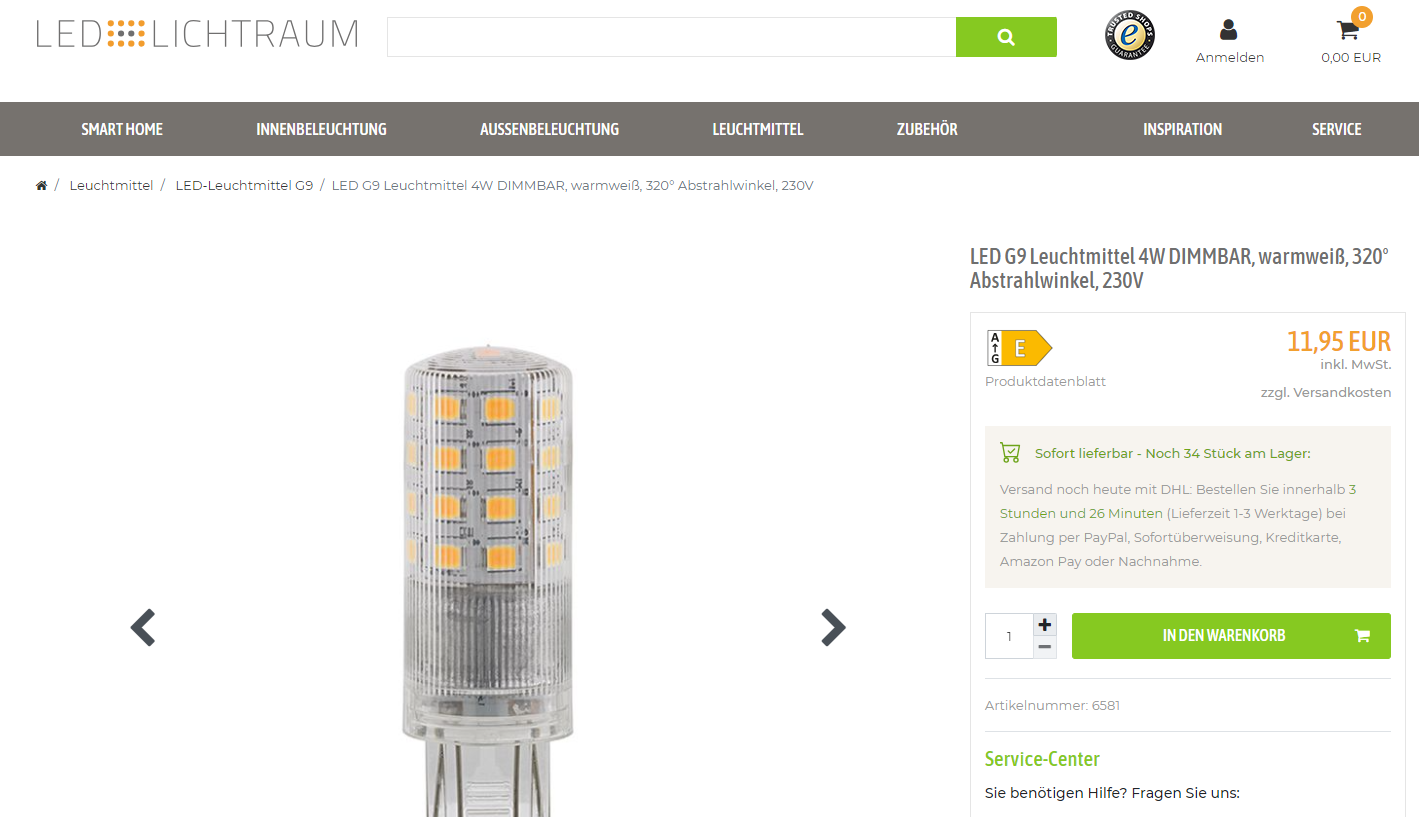 LED LICHTRAUM
TRUSTED SHOPS
e
GUARANTEE
0
Anmelden
0,00 EUR
SMART HOME
INNENBELEUCHTUNG
AUSSENBELEUCHTUNG
LEUCHTMITTEL
ZUBEHÖR
INSPIRATION
SERVICE
/ Leuchtmittel / LED-Leuchtmittel G9 / LED G9 Leuchtmittel 4W DIMMBAR, warmweiß, 320° Abstrahlwinkel, 230V
LED G9 Leuchtmittel 4W DIMMBAR, warmweiß, 320°
Abstrahlwinkel, 230V
A
G
E
Produktdatenblatt
11,95 EUR
inkl. MwSt.
zzgl. Versandkosten
Sofort lieferbar - Noch 34 Stück am Lager:
Versand noch heute mit DHL: Bestellen Sie innerhalb 3
Stunden und 26 Minuten (Lieferzeit 1-3 Werktage) bei
Zahlung per PayPal, Sofortüberweisung, Kreditkarte,
Amazon Pay oder Nachnahme.
1
IN DEN WARENKORB
Artikelnummer: 6581
Service-Center
Sie benötigen Hilfe? Fragen Sie uns: